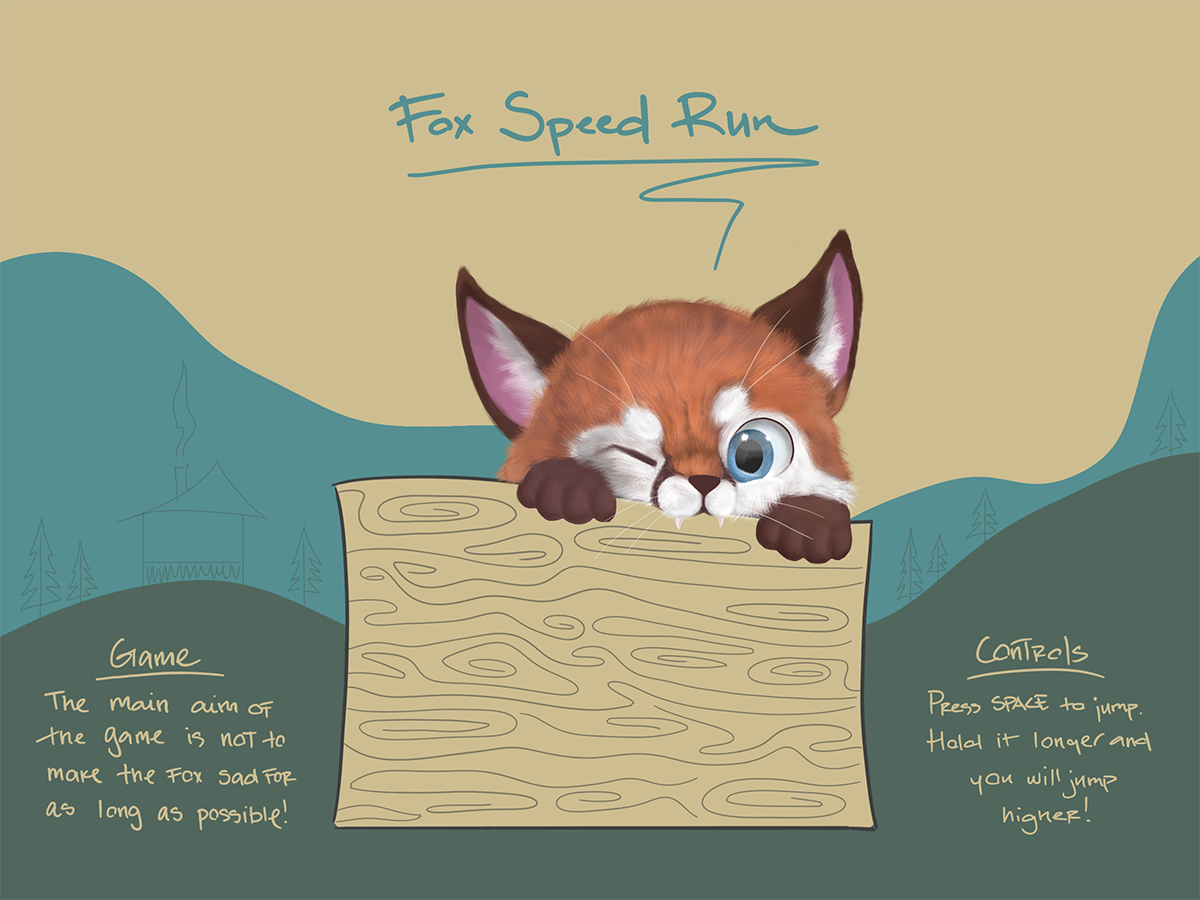 Fox Speed Run
Game
The main aim of
the game is not to
make the Fox sad For
as long as possible!
Controls
Press SPACE to jump.
Hold it longer and
you will jump
higher!